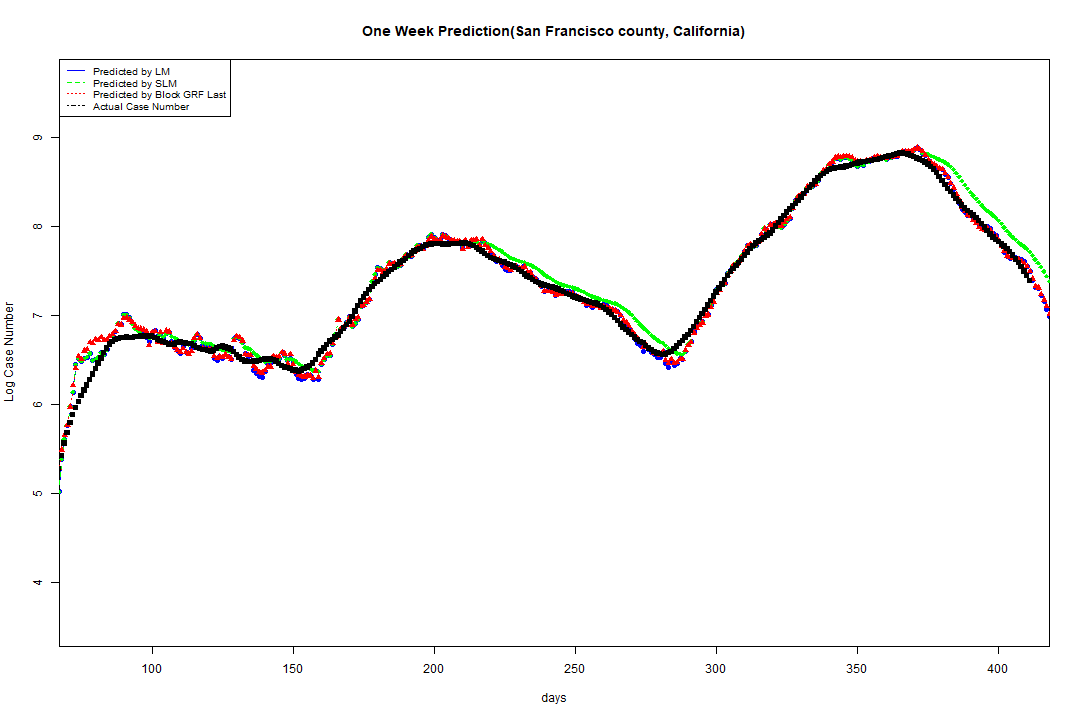 One Week Prediction(San Francisco county, California)
Predicted by LM
Predicted by SLM
Predicted by Block GRF Last
Actual Case Number
Log Case Number
9
8
7
6
5
4
100 150 200 250 300 350 400
days